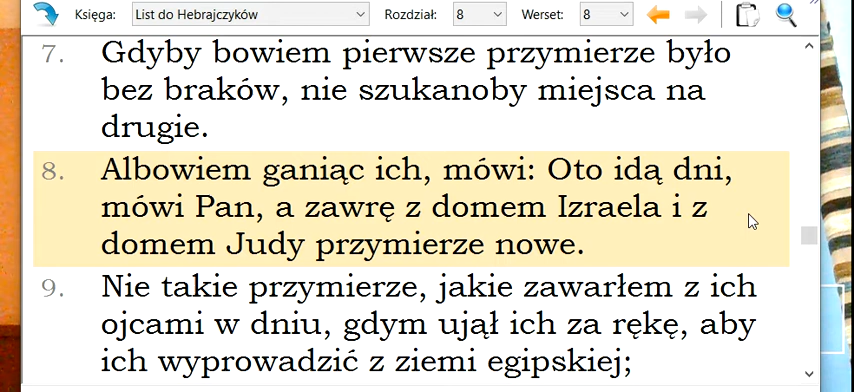 Księga: List do Hebrajczyków Rozdział: 8 Werset: 8
7. Gdyby bowiem pierwsze przymierze było
bez braków, nie szukanoby miejsca na
drugie.
8. Albowiem ganiąc ich, mówi: Oto idą dni,
mówi Pan, a zawrę z domem Izraela i z
domem Judy przymierze nowe.
9. Nie takie przymierze, jakie zawarłem z ich
ojcami w dniu, gdym ujął ich za rękę, aby
ich wyprowadzić z ziemi egipskiej;